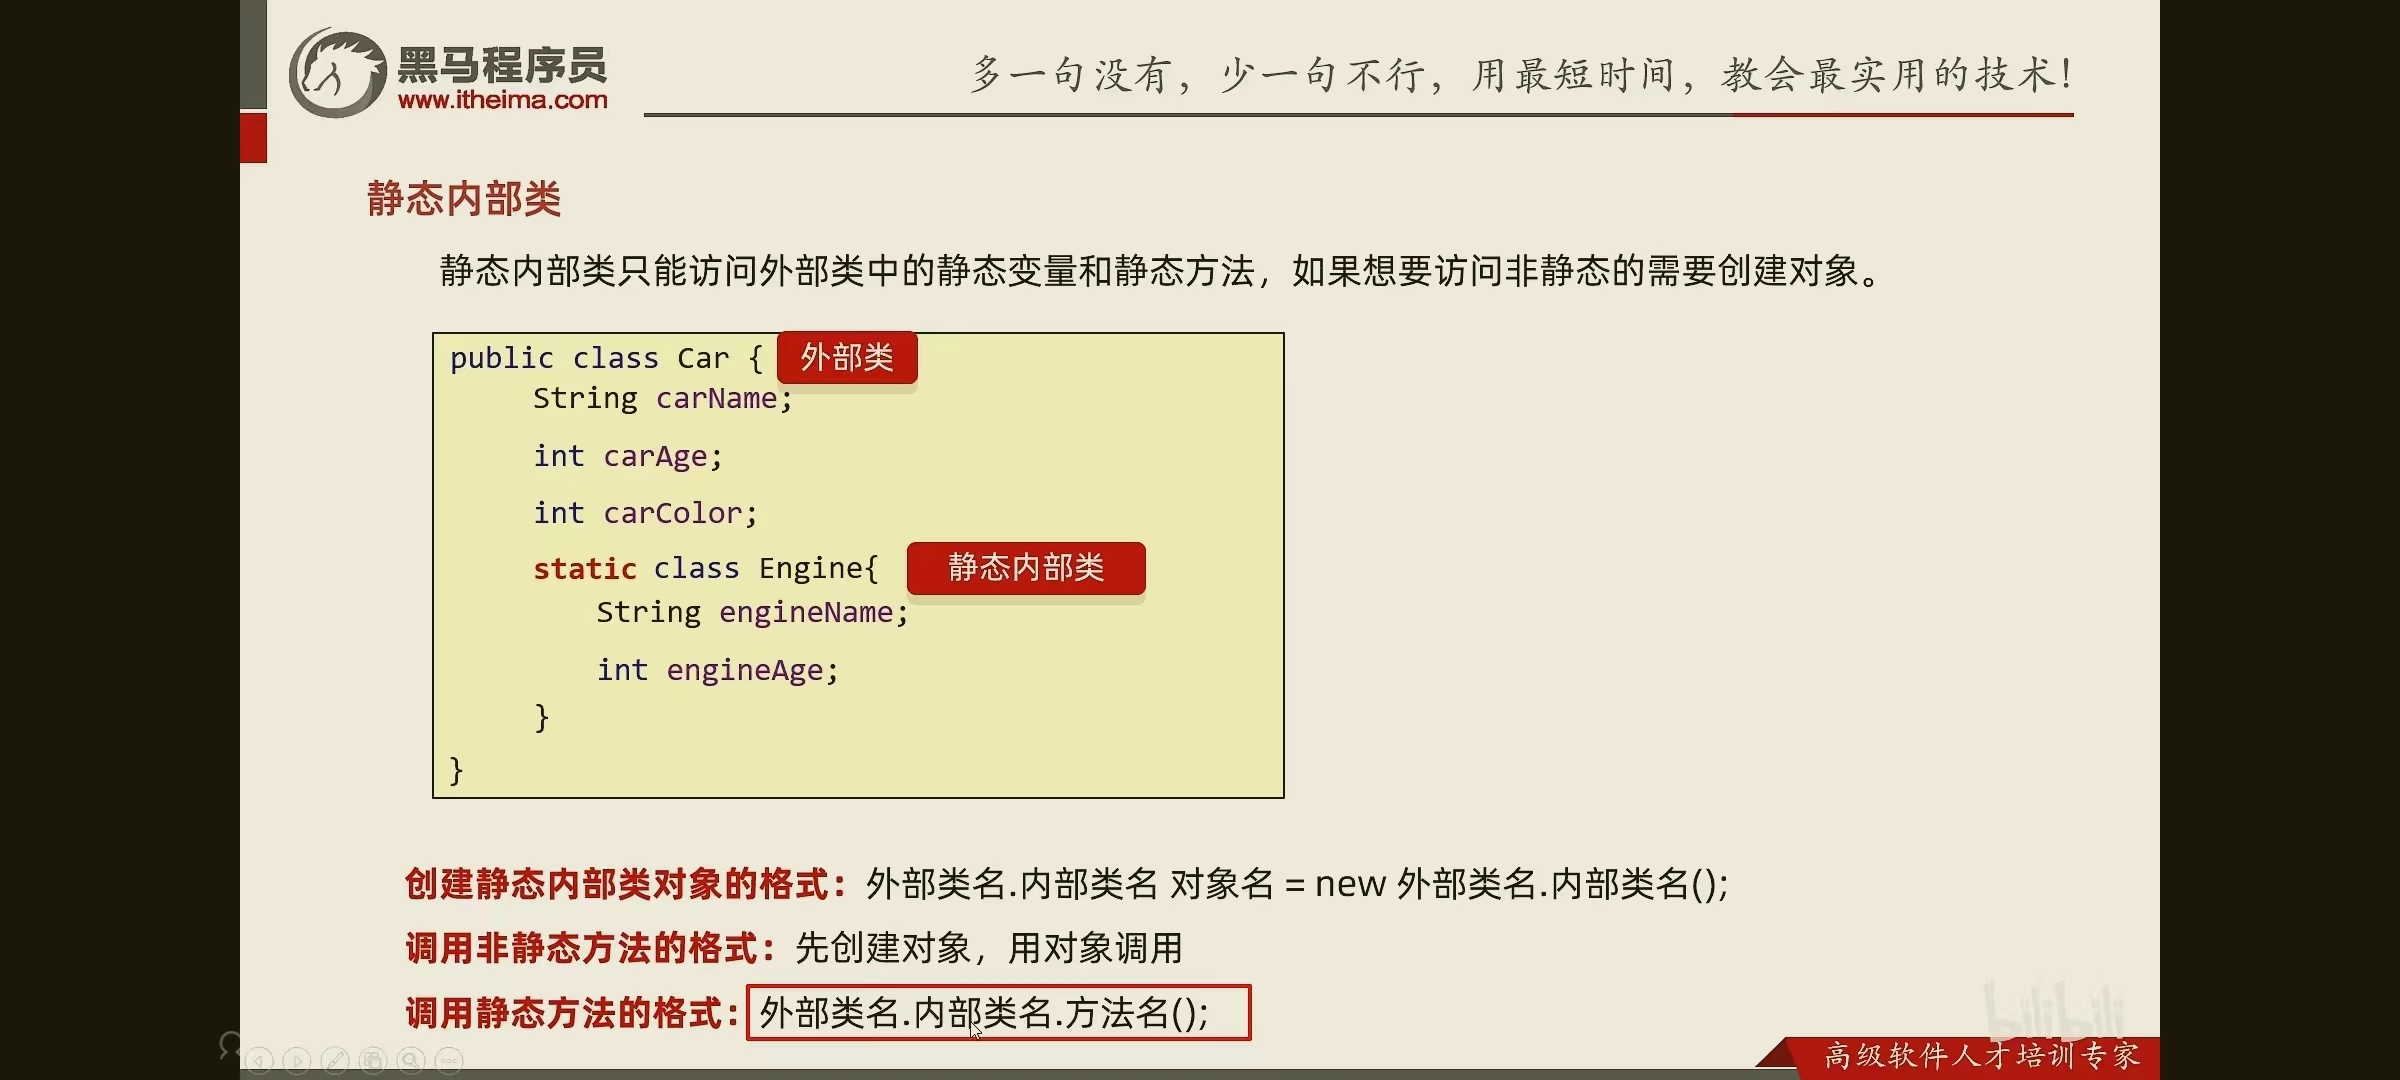 黑马程序员
www.itheima.com
多一句没有，少一句不行，用最短时间，教会最实用的技术！
静态内部类
静态内部类只能访问外部类中的静态变量和静态方法，如果想要访问非静态的需要创建对象。
public class Car { 外部类
String carName;
int carAge;
int carColor;
static class Engine{ 静态内部类
String engineName;
int engineAge;
}
}
创建静态内部类对象的格式：外部类名.内部类名 对象名 = new 外部类名.内部类名();
调用非静态方法的格式：先创建对象，用对象调用
调用静态方法的格式：外部类名.内部类名.方法名();
bilibili
高级软件人才培训专家